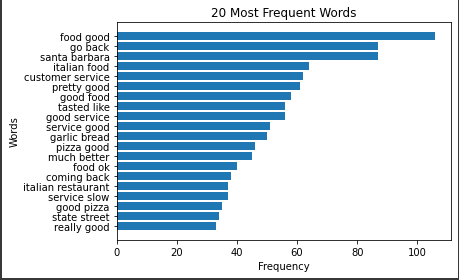 20 Most Frequent Words
food good
go back
santa barbara
italian food
customer service
pretty good
good food
tasted like
good service
service good
garlic bread
pizza good
much better
food ok
coming back
italian restaurant
service slow
good pizza
state street
really good
Words
0 20 40 60 80 100
Frequency